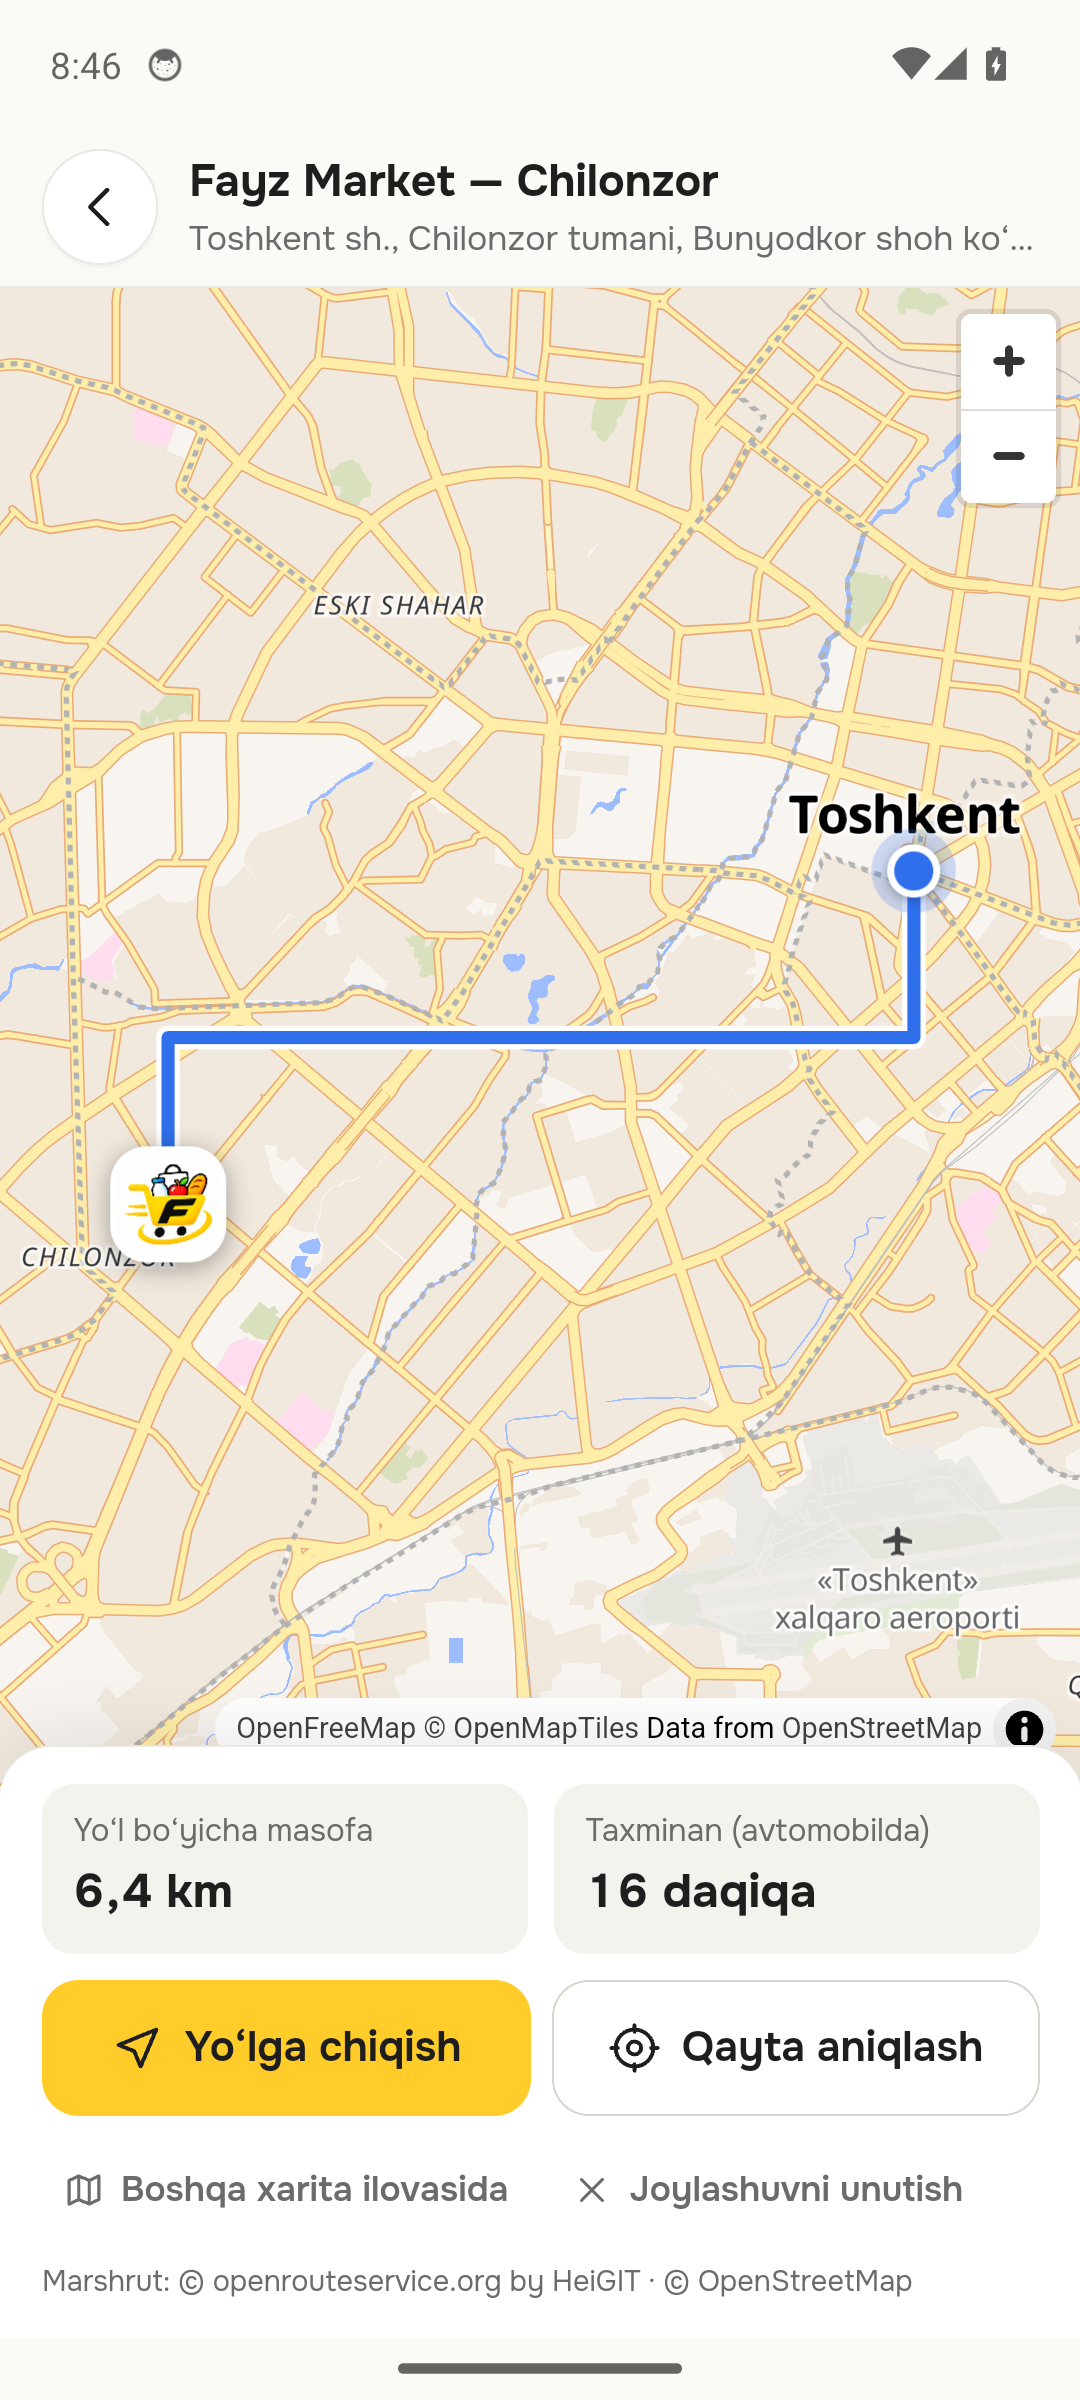 8:46
Fayz Market — Chilonzor
Toshkent sh., Chilonzor tumani, Bunyodkor shoh ko‘...
+
−
ESKI SHAHAR
Toshkent
F
CHILONZOR
«Toshkent»
xalqaro aeroporti
Q
OpenFreeMap © OpenMapTiles Data from OpenStreetMap
Yo‘l bo‘yicha masofa
6,4 km
Taxminan (avtomobilda)
16 daqiqa
Yo‘lga chiqish
Qayta aniqlash
Boshqa xarita ilovasida
Joylashuvni unutish
Marshrut: © openrouteservice.org by HeiGIT · © OpenStreetMap